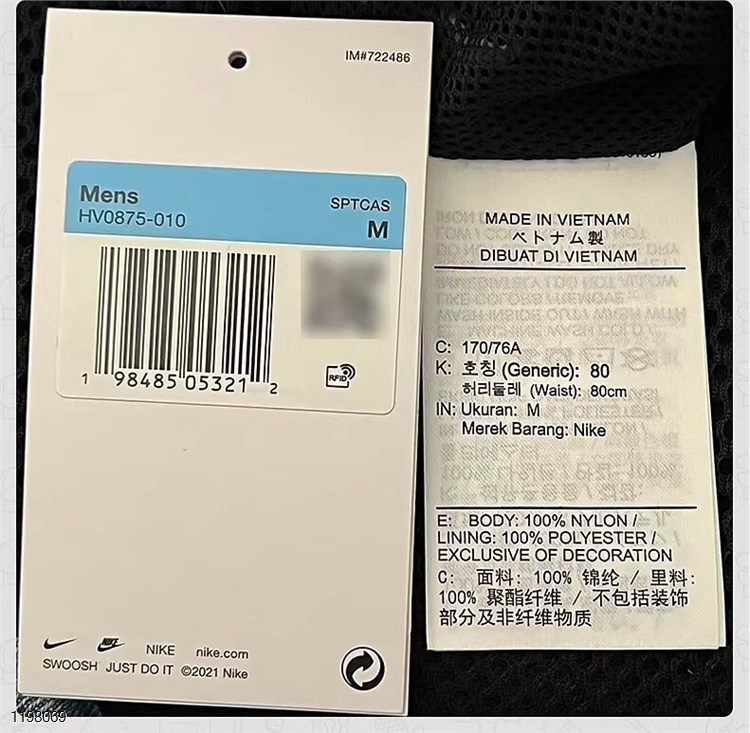 IM#722486
Mens
HV0875-010
SPTCAS
M
1 98485 05321 2
RFID
NIKE nike.com
SWOOSH JUST DO IT ©2021 Nike
MADE IN VIETNAM
ベトナム製
DIBUAT DI VIETNAM
C: 170/76A
K: 호칭 (Generic): 80
허리둘레 (Waist): 80cm
IN: Ukuran: M
Merek Barang: Nike
E: BODY: 100% NYLON /
LINING: 100% POLYESTER /
EXCLUSIVE OF DECORATION
C: 面料: 100% 锦纶 / 里料:
100% 聚酯纤维 / 不包括装饰
部分及非纤维物质
1198069